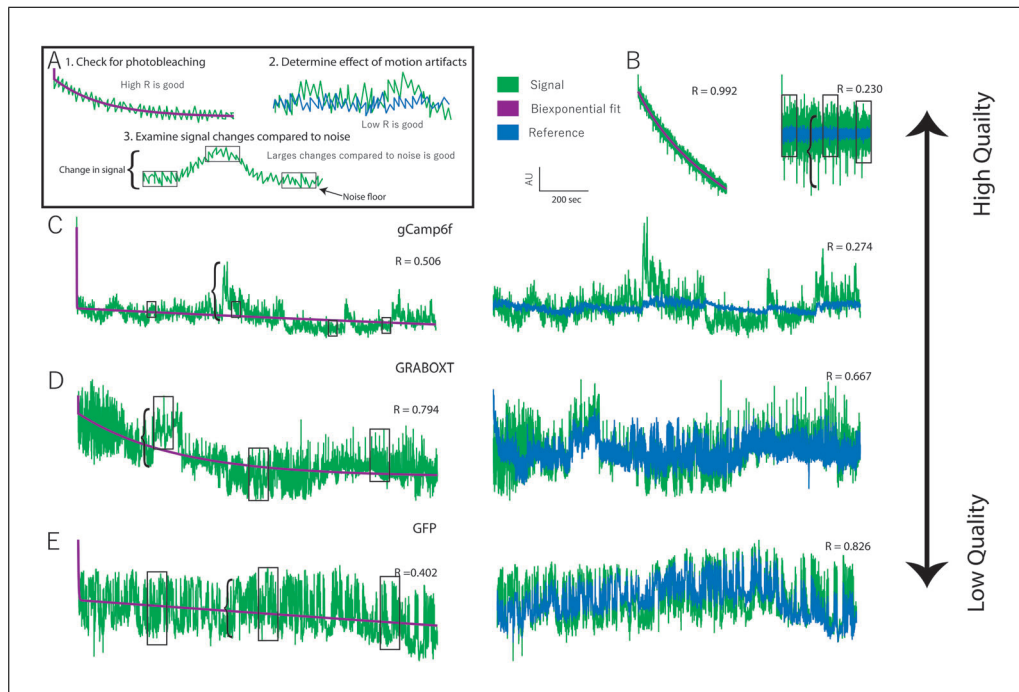 A
1. Check for photobleaching
High R is good
2. Determine effect of motion artifacts
Low R is good
3. Examine signal changes compared to noise
Larges changes compared to noise is good
Change in signal
Noise floor
Signal
Biexponential fit
Reference
AU
200 sec
B
R = 0.992
R = 0.230
High Quailty
C
gCamp6f
R = 0.506
R = 0.274
D
GRABOXT
R = 0.794
R = 0.667
E
GFP
R =0.402
R = 0.826
Low Quality